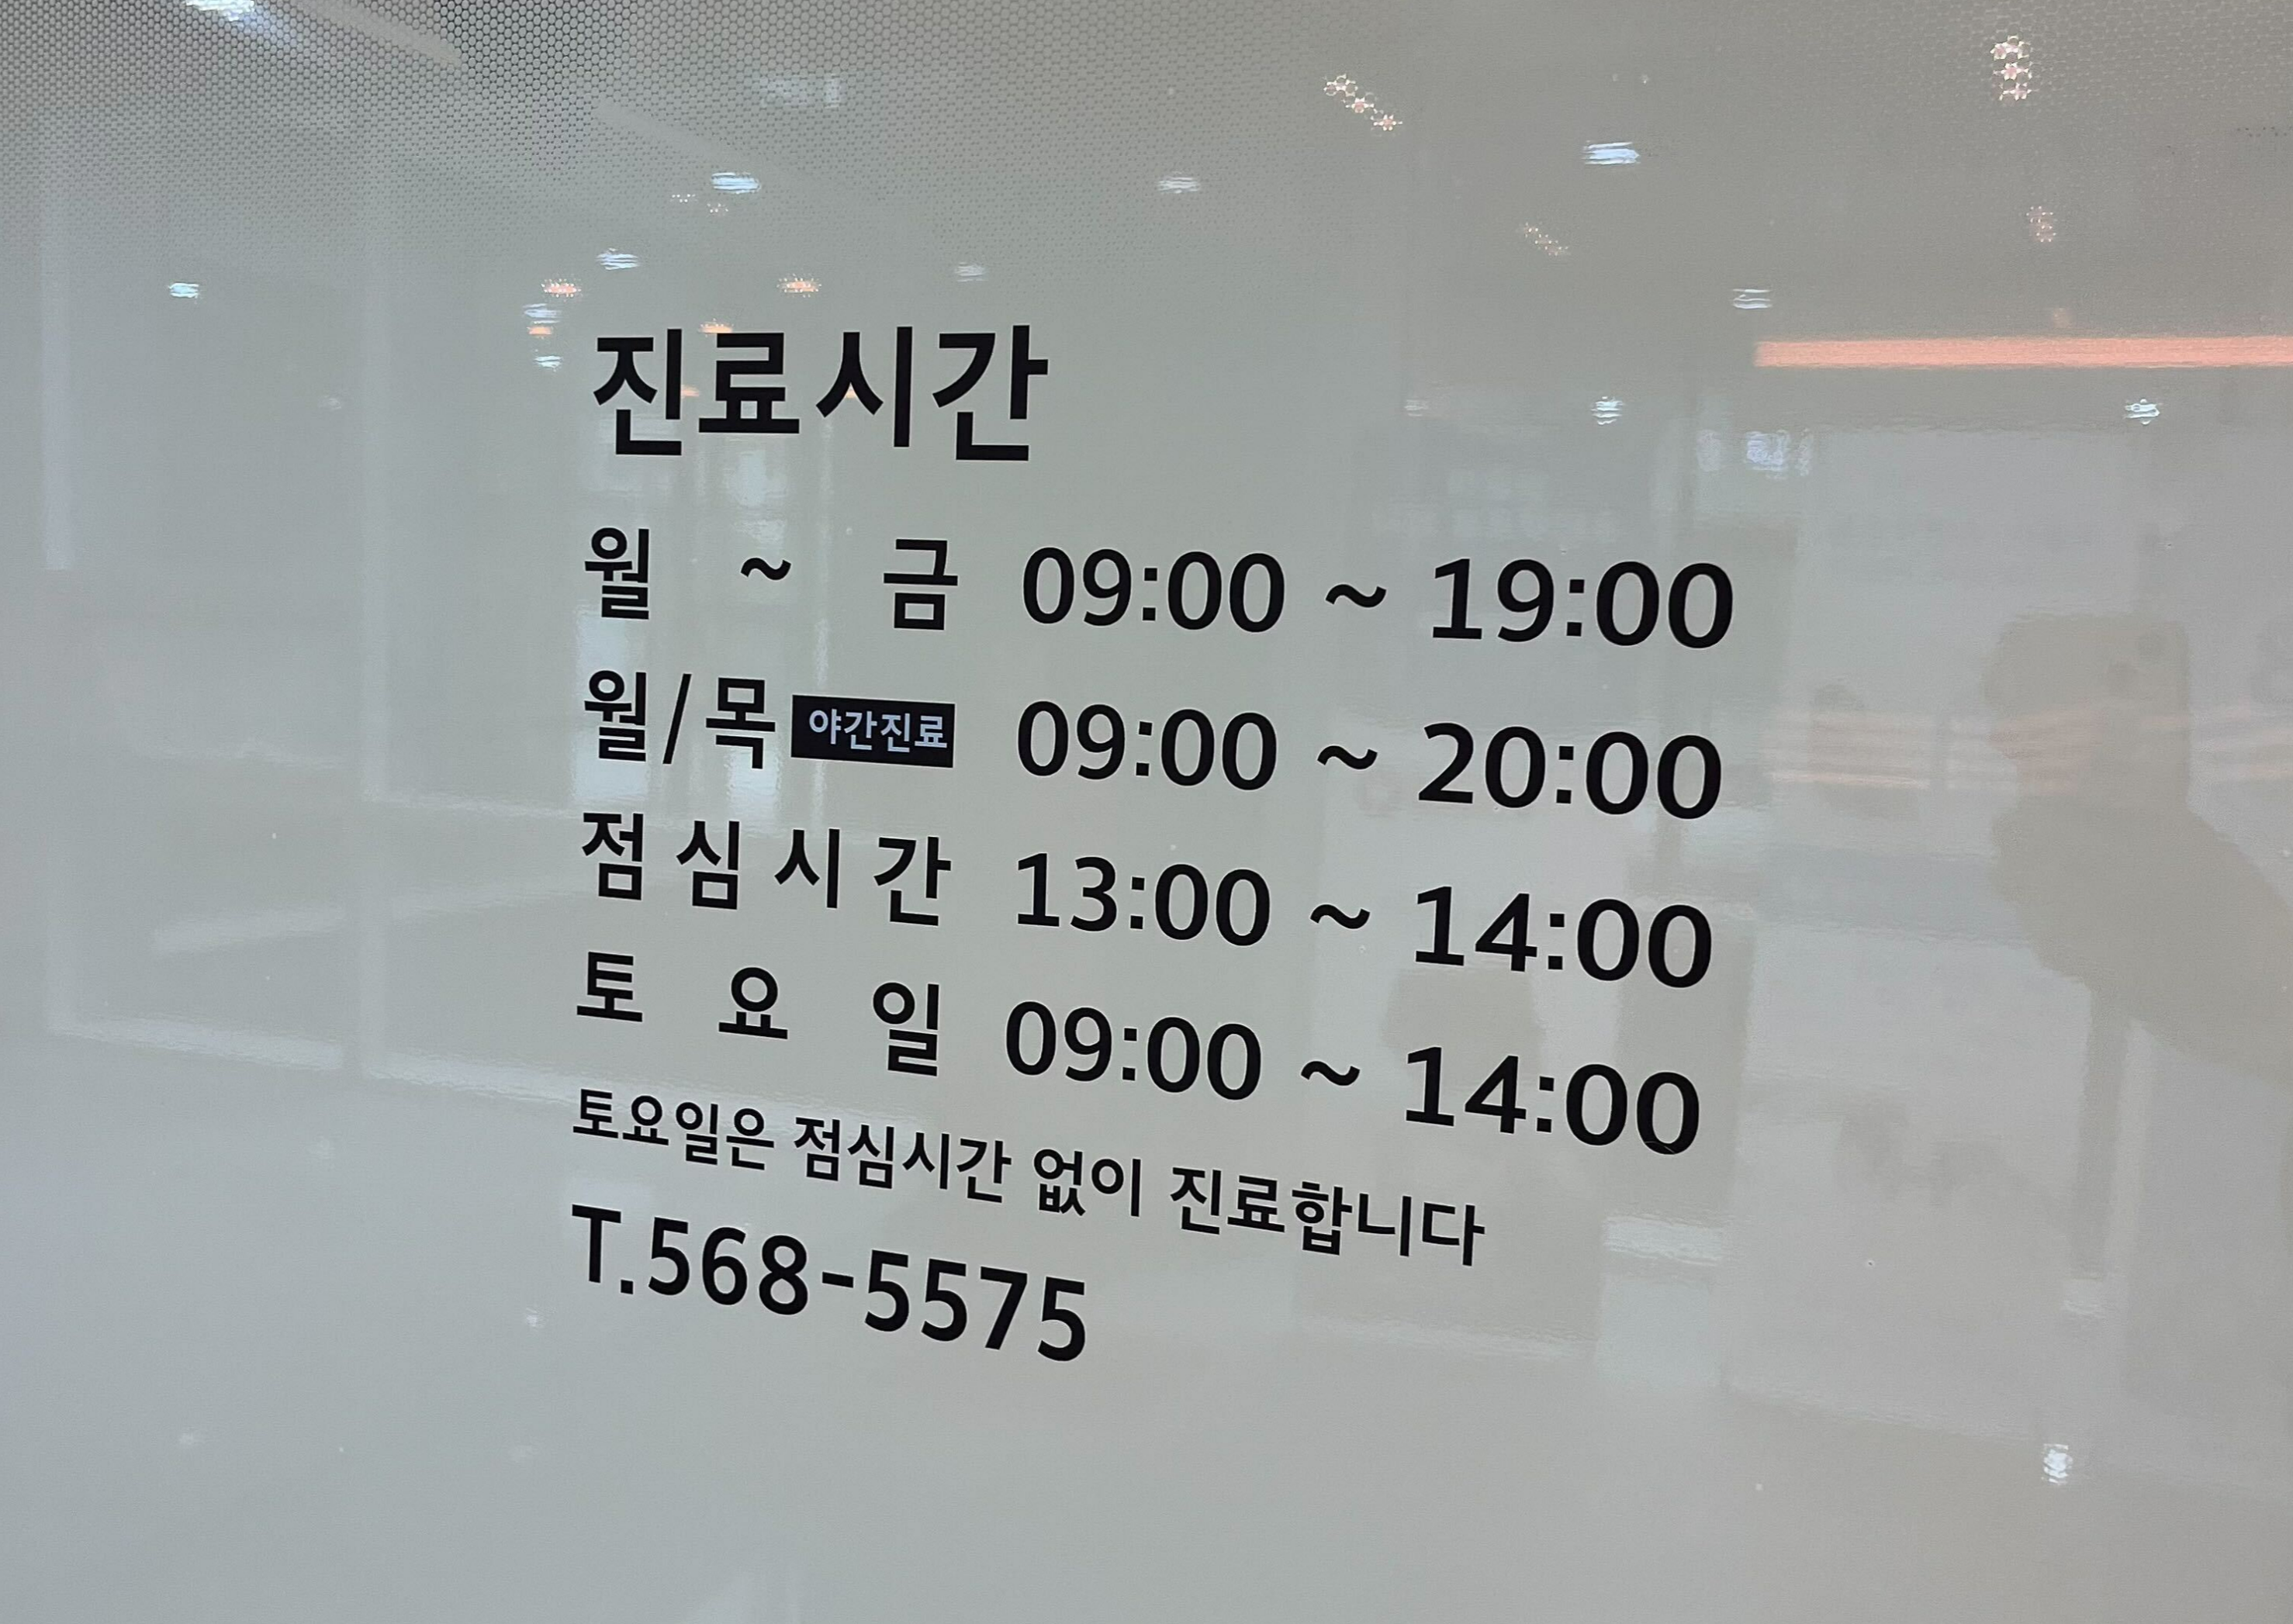 진료시간
월 ~ 금 09:00 ~ 19:00
월/목 야간진료 09:00 ~ 20:00
점심시간 13:00 ~ 14:00
토요일 09:00 ~ 14:00
토요일은 점심시간 없이 진료합니다
T.568-5575